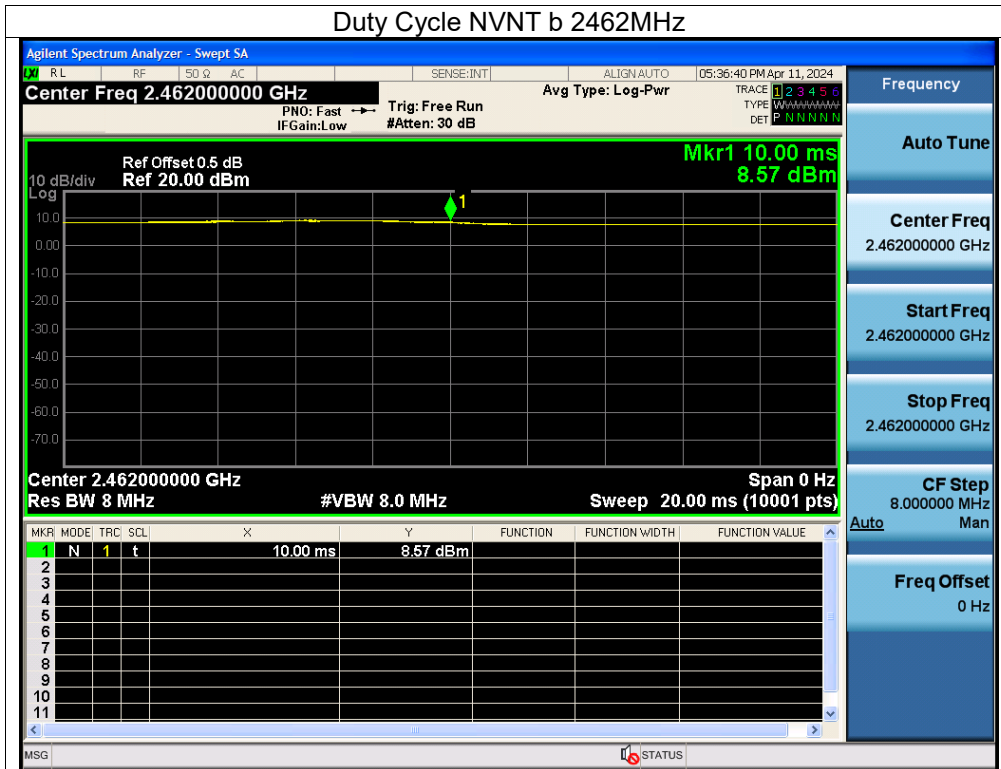 Duty Cycle NVNT b 2462MHz
Agilent Spectrum Analyzer - Swept SA
LXI RL RF 50 Ω AC SENSE:INT ALIGN AUTO 05:36:40 PM Apr 11, 2024
Center Freq 2.462000000 GHz
PNO: Fast
IFGain:Low
Trig: Free Run
#Atten: 30 dB
Avg Type: Log-Pwr
TRACE 1 2 3 4 5 6
TYPE WWWWWW
DET P N N N N N
Mkr1 10.00 ms
8.57 dBm
Ref Offset 0.5 dB
Ref 20.00 dBm
10 dB/div
Log
1
10.0
0.00
-10.0
-20.0
-30.0
-40.0
-50.0
-60.0
-70.0
Center 2.462000000 GHz Span 0 Hz
Res BW 8 MHz #VBW 8.0 MHz Sweep 20.00 ms (10001 pts)
MKR MODE TRC SCL X Y FUNCTION FUNCTION WIDTH FUNCTION VALUE
1 N 1 t 10.00 ms 8.57 dBm
2
3
4
5
6
7
8
9
10
11
MSG STATUS
Frequency
Auto Tune
Center Freq
2.462000000 GHz
Start Freq
2.462000000 GHz
Stop Freq
2.462000000 GHz
CF Step
8.000000 MHz
Auto Man
Freq Offset
0 Hz